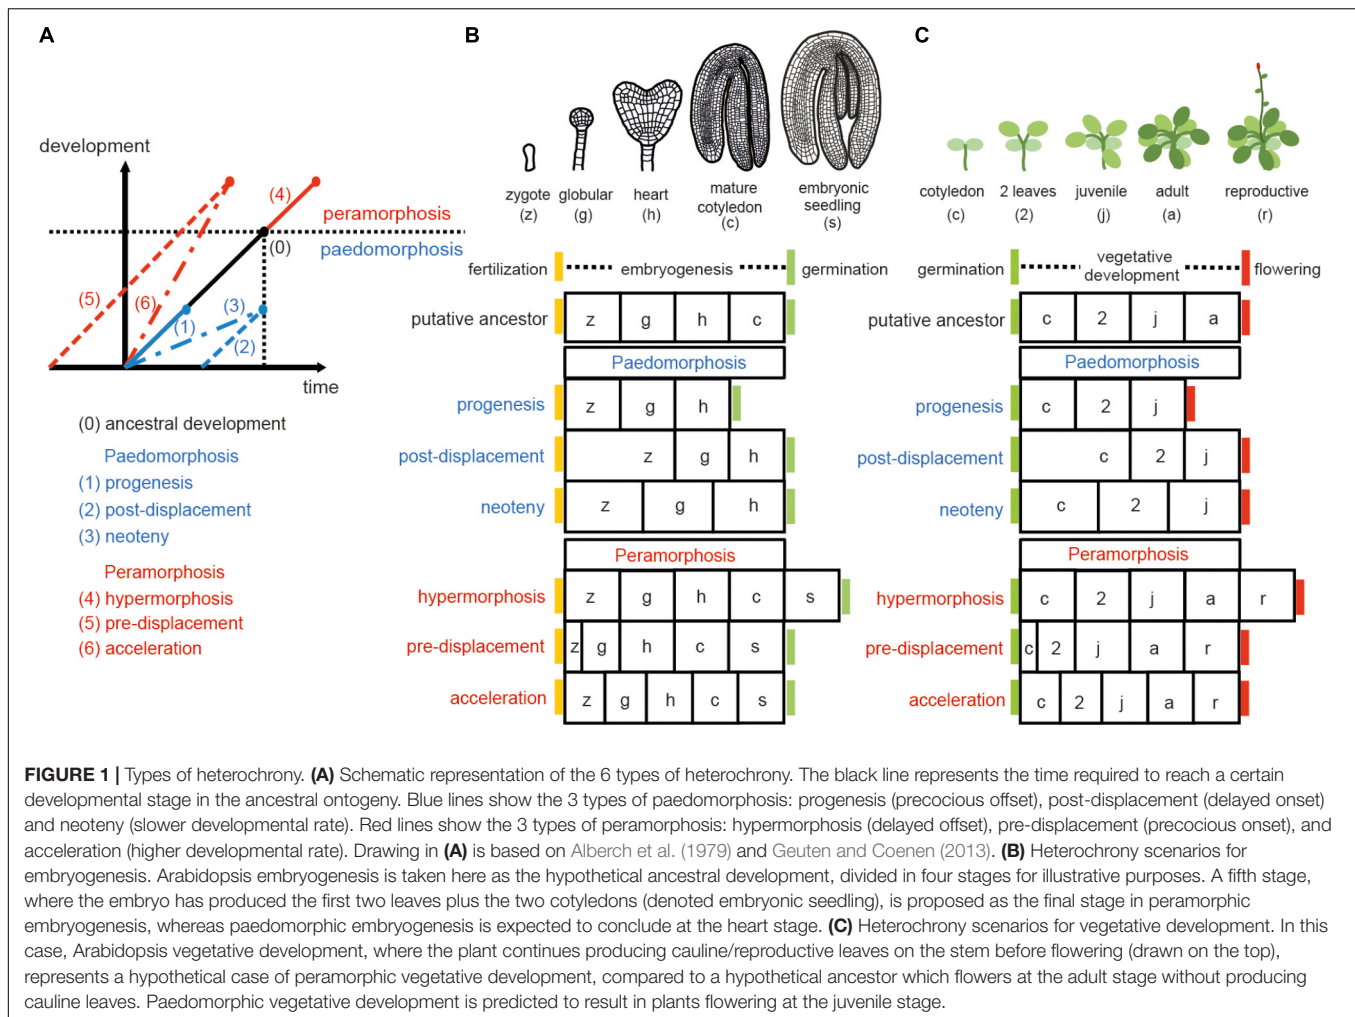 A
development
(4)
peramorphosis
(0)
paedomorphosis
(5)
(6)
(3)
(1)
(2)
time
(0) ancestral development
Paedomorphosis
(1) progenesis
(2) post-displacement
(3) neoteny
Peramorphosis
(4) hypermorphosis
(5) pre-displacement
(6) acceleration
B
zygote (z)
globular (g)
heart (h)
mature cotyledon (c)
embryonic seedling (s)
fertilization embryogenesis germination
putative ancestor z g h c
Paedomorphosis
progenesis z g h
post-displacement z g h
neoteny z g h
Peramorphosis
hypermorphosis z g h c s
pre-displacement z g h c s
acceleration z g h c s
C
cotyledon (c)
2 leaves (2)
juvenile (j)
adult (a)
reproductive (r)
germination vegetative development flowering
putative ancestor c 2 j a
Paedomorphosis
progenesis c 2 j
post-displacement c 2 j
neoteny c 2 j
Peramorphosis
hypermorphosis c 2 j a r
pre-displacement c 2 j a r
acceleration c 2 j a r
FIGURE 1 | Types of heterochrony. (A) Schematic representation of the 6 types of heterochrony. The black line represents the time required to reach a certain
developmental stage in the ancestral ontogeny. Blue lines show the 3 types of paedomorphosis: progenesis (precocious offset), post-displacement (delayed onset)
and neoteny (slower developmental rate). Red lines show the 3 types of peramorphosis: hypermorphosis (delayed offset), pre-displacement (precocious onset), and
acceleration (higher developmental rate). Drawing in (A) is based on Alberch et al. (1979) and Geuten and Coenen (2013). (B) Heterochrony scenarios for
embryogenesis. Arabidopsis embryogenesis is taken here as the hypothetical ancestral development, divided in four stages for illustrative purposes. A fifth stage,
where the embryo has produced the first two leaves plus the two cotyledons (denoted embryonic seedling), is proposed as the final stage in peramorphic
embryogenesis, whereas paedomorphic embryogenesis is expected to conclude at the heart stage. (C) Heterochrony scenarios for vegetative development. In this
case, Arabidopsis vegetative development, where the plant continues producing cauline/reproductive leaves on the stem before flowering (drawn on the top),
represents a hypothetical case of peramorphic vegetative development, compared to a hypothetical ancestor which flowers at the adult stage without producing
cauline leaves. Paedomorphic vegetative development is predicted to result in plants flowering at the juvenile stage.